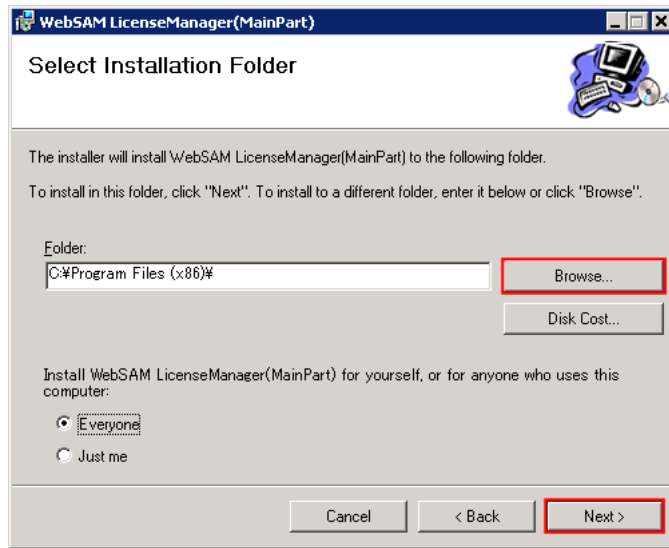 WebSAM LicenseManager(MainPart)
Select Installation Folder
The installer will install WebSAM LicenseManager(MainPart) to the following folder.
To install in this folder, click "Next". To install to a different folder, enter it below or click "Browse".
Folder:
C:¥Program Files (x86)¥
Browse...
Disk Cost...
Install WebSAM LicenseManager(MainPart) for yourself, or for anyone who uses this
computer:
Everyone
Just me
Cancel
< Back
Next >